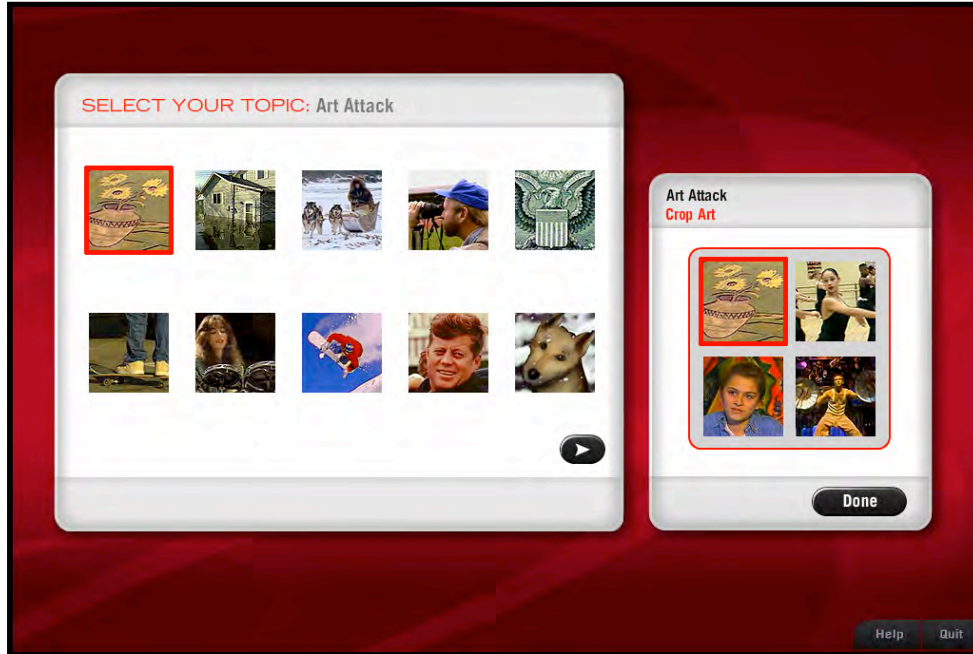 SELECT YOUR TOPIC: Art Attack
Art Attack
Crop Art
Done
Help Quit